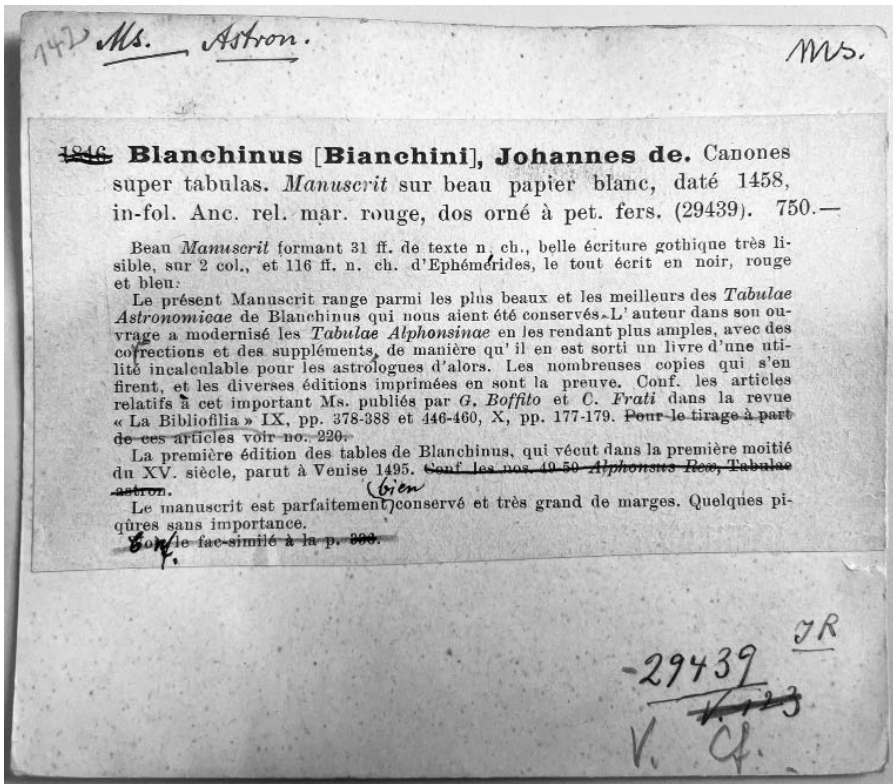 142 Ms. Astron. Ms.
1846 Blanchinus [Bianchini], Johannes de. Canones
super tabulas. Manuscrit sur beau papier blanc, daté 1458,
in-fol. Anc. rel. mar. rouge, dos orné à pet. fers. (29439). 750.—
Beau Manuscrit formant 31 ff. de texte n. ch., belle écriture gothique très li-
sible, sur 2 col., et 116 ff. n. ch. d'Ephémérides, le tout écrit en noir, rouge
et bleu.
Le présent Manuscrit range parmi les plus beaux et les meilleurs des Tabulae
Astronomicae de Blanchinus qui nous aient été conservés. L' auteur dans son ou-
vrage a modernisé les Tabulae Alphonsinae en les rendant plus amples, avec des
corrections et des suppléments, de manière qu' il en est sorti un livre d'une uti-
lité incalculable pour les astrologues d'alors. Les nombreuses copies qui s'en
firent, et les diverses éditions imprimées en sont la preuve. Conf. les articles
relatifs à cet important Ms. publiés par G. Boffito et C. Frati dans la revue
« La Bibliofilia » IX, pp. 378-388 et 446-460, X, pp. 177-179. Pour le tirage à part
de ces articles voir no. 220.
La première édition des tables de Blanchinus, qui vécut dans la première moitié
du XV. siècle, parut à Venise 1495. Conf. les nos. 49-50 Alphonsus Rex, Tabulae
astron.
(bien
Le manuscrit est parfaitement) conservé et très grand de marges. Quelques pi-
qûres sans importance.
Conf. le fac-similé à la p.
JR
-29439
V. 123
V. Cf.